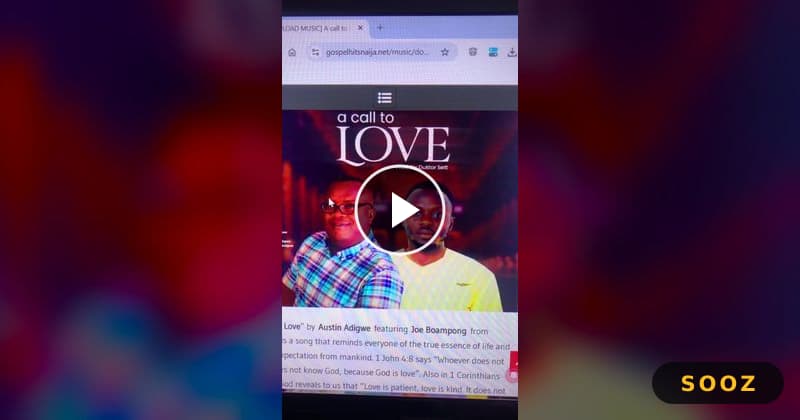 LOAD MUSIC] A call to
gospelhitsnaija.net/music/do...
a call to
LOVE
Love" by Austin Adigwe featuring Joe Boampong from
s a song that reminds everyone of the true essence of life and
xpectation from mankind. 1 John 4:8 says "Whoever does not
es not know God, because God is love". Also in 1 Corinthians
God reveals to us that "Love is patient, love is kind. It does not
SOOZ